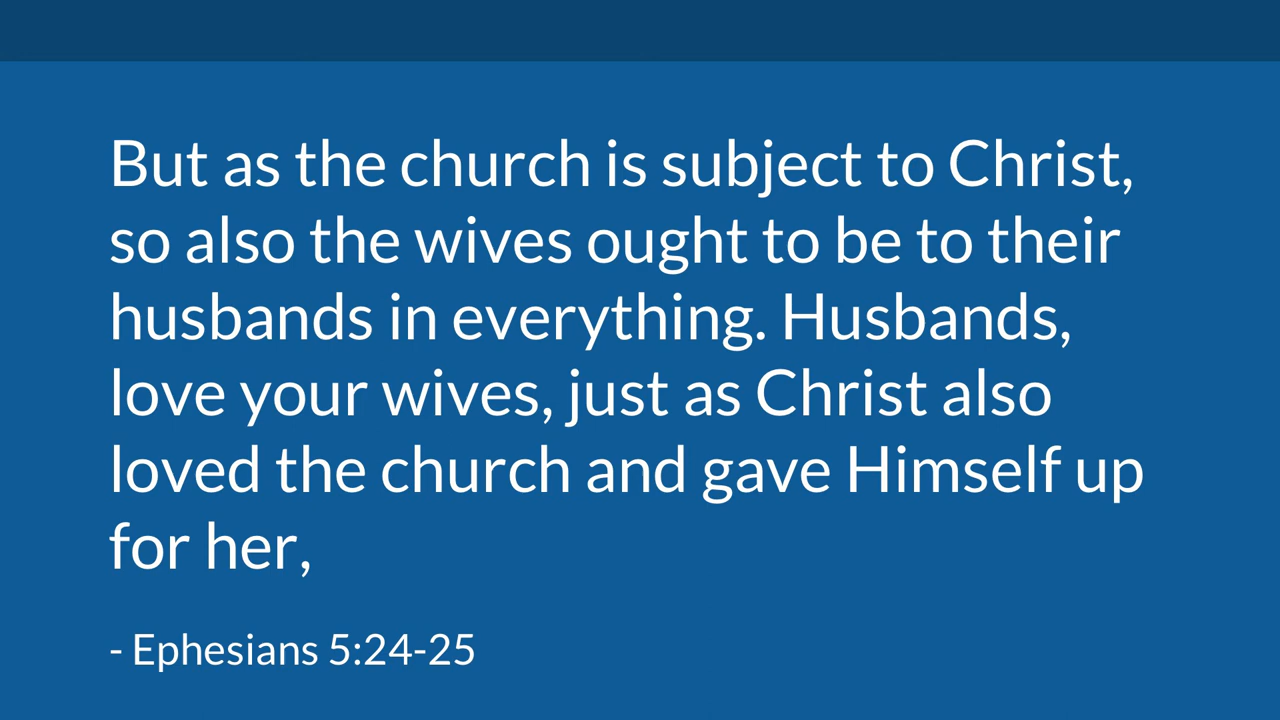 But as the church is subject to Christ,
so also the wives ought to be to their
husbands in everything. Husbands,
love your wives, just as Christ also
loved the church and gave Himself up
for her,
- Ephesians 5:24-25